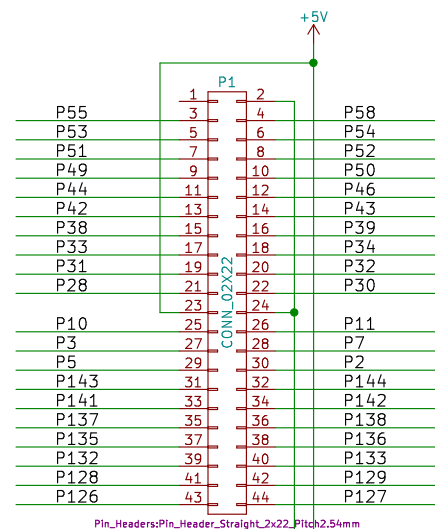 +5V
P1
1 2
P55 3 4 P58
P53 5 6 P54
P51 7 8 P52
P49 9 10 P50
P44 11 12 P46
P42 13 14 P43
P38 15 16 P39
P33 17 18 P34
P31 19 20 P32
P28 21 22 P30
23 24
P10 25 26 P11
P3 27 28 P7
P5 29 30 P2
P143 31 32 P144
P141 33 34 P142
P137 35 36 P138
P135 37 38 P136
P132 39 40 P133
P128 41 42 P129
P126 43 44 P127
CONN_02X22
Pin_Headers:Pin_Header_Straight_2x22_Pitch2.54mm